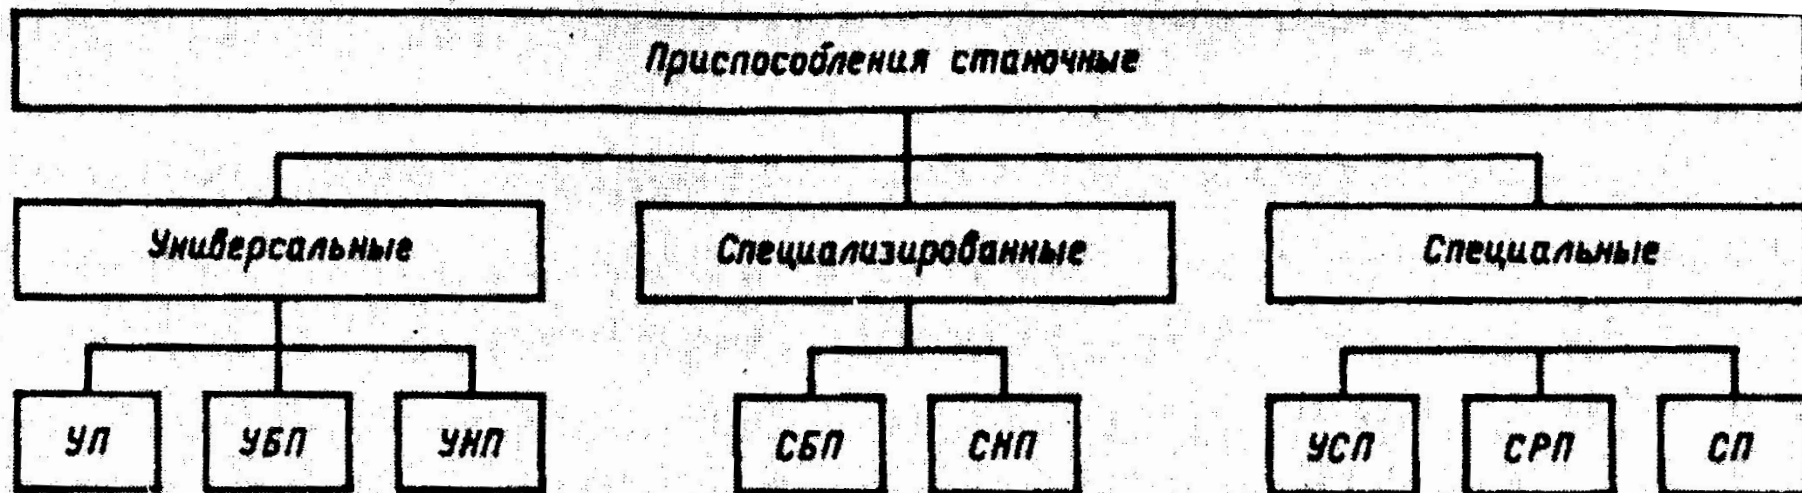 Приспособления станочные
Универсальные
Специализированные
Специальные
УП
УБП
УНП
СБП
СНП
УСП
СРП
СП